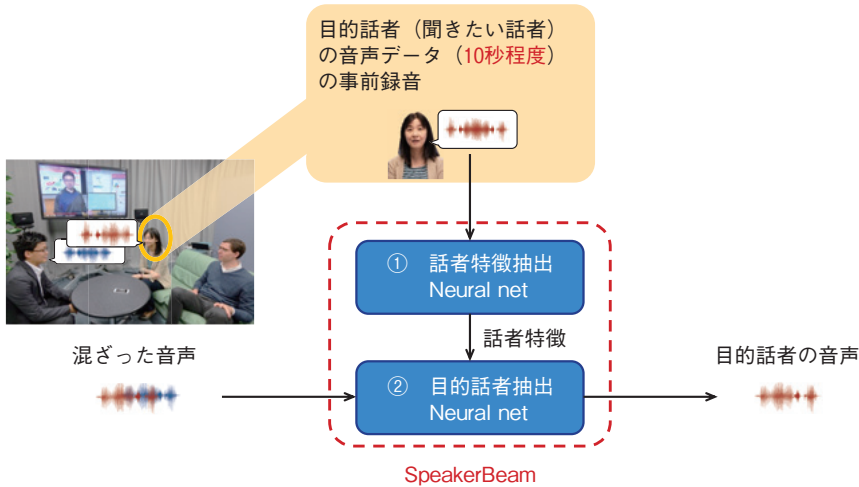 目的話者（聞きたい話者）
の音声データ（10秒程度）
の事前録音
① 話者特徴抽出
Neural net
話者特徴
混ざった音声
② 目的話者抽出
Neural net
目的話者の音声
SpeakerBeam